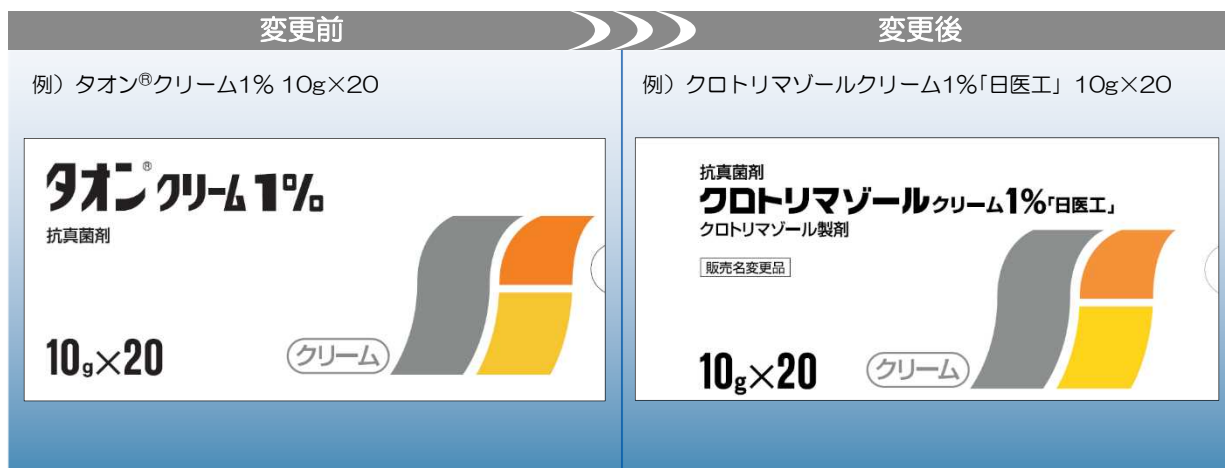 変更前
変更後
例）タオン®クリーム1% 10g×20
例）クロトリマゾールクリーム1%「日医工」 10g×20
タオン®クリーム1%
抗真菌剤
10g×20
クリーム
抗真菌剤
クロトリマゾールクリーム1%「日医工」
クロトリマゾール製剤
販売名変更品
10g×20
クリーム